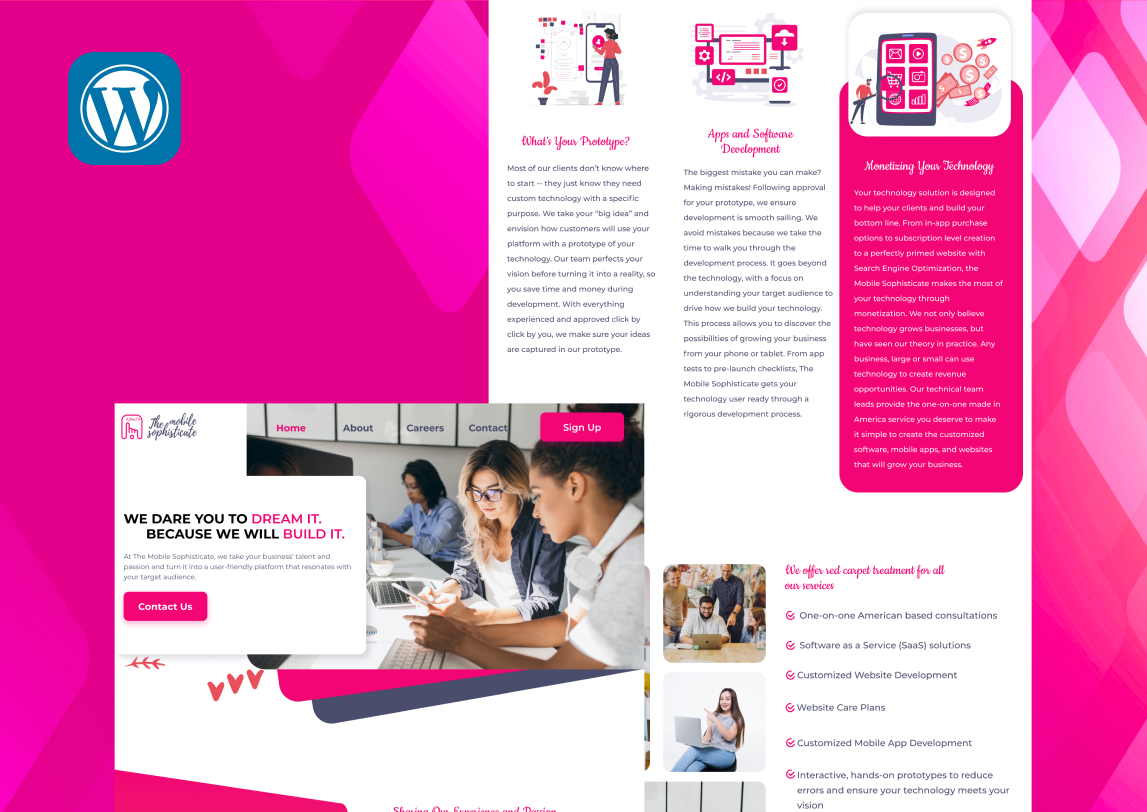 What's Your Prototype?
Most of our clients don't know where
to start -- they just know they need
custom technology with a specific
purpose. We take your "big idea" and
envision how customers will use your
platform with a prototype of your
technology. Our team perfects your
vision before turning it into a reality, so
you save time and money during
development. With everything
experienced and approved click by
click by you, we make sure your ideas
are captured in our prototype.
Apps and Software
Development
The biggest mistake you can make?
Making mistakes! Following approval
for your prototype, we ensure
development is smooth sailing. We
avoid mistakes because we take the
time to walk you through the
development process. It goes beyond
the technology, with a focus on
understanding your target audience to
drive how we build your technology.
This process allows you to discover the
possibilities of growing your business
from your phone or tablet. From app
tests to pre-launch checklists, The
Mobile Sophisticate gets your
technology user ready through a
rigorous development process.
Monetizing Your Technology
Your technology solution is designed
to help your clients and build your
bottom line. From in-app purchase
options to subscription level creation
to a perfectly primed website with
Search Engine Optimization, the
Mobile Sophisticate makes the most of
your technology through
monetization. We not only believe
technology grows businesses, but
have seen our theory in practice. Any
business, large or small can use
technology to create revenue
opportunities. Our technical team
leads provide the one-on-one made in
America service you deserve to make
it simple to create the customized
software, mobile apps, and websites
that will grow your business.
The mobile
sophisticate
Home About Careers Contact Sign Up
WE DARE YOU TO DREAM IT.
BECAUSE WE WILL BUILD IT.
At The Mobile Sophisticate, we take your business' talent and
passion and turn it into a user-friendly platform that resonates with
your target audience.
Contact Us
We offer red carpet treatment for all
our services
One-on-one American based consultations
Software as a Service (SaaS) solutions
Customized Website Development
Website Care Plans
Customized Mobile App Development
Interactive, hands-on prototypes to reduce
errors and ensure your technology meets your
vision
Sharing Our Experience and Passion